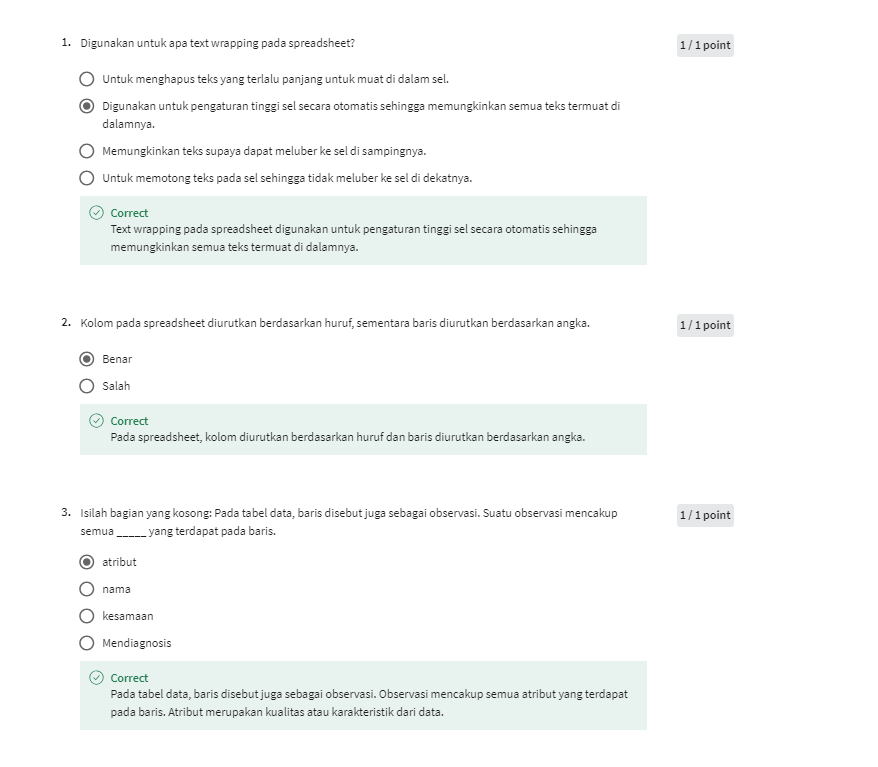 1. Digunakan untuk apa text wrapping pada spreadsheet?
1 / 1 point
Untuk menghapus teks yang terlalu panjang untuk muat di dalam sel.
Digunakan untuk pengaturan tinggi sel secara otomatis sehingga memungkinkan semua teks termuat di
dalamnya.
Memungkinkan teks supaya dapat meluber ke sel di sampingnya.
Untuk memotong teks pada sel sehingga tidak meluber ke sel di dekatnya.
Correct
Text wrapping pada spreadsheet digunakan untuk pengaturan tinggi sel secara otomatis sehingga
memungkinkan semua teks termuat di dalamnya.
2. Kolom pada spreadsheet diurutkan berdasarkan huruf, sementara baris diurutkan berdasarkan angka.
1 / 1 point
Benar
Salah
Correct
Pada spreadsheet, kolom diurutkan berdasarkan huruf dan baris diurutkan berdasarkan angka.
3. Isilah bagian yang kosong: Pada tabel data, baris disebut juga sebagai observasi. Suatu observasi mencakup
semua _____ yang terdapat pada baris.
1 / 1 point
atribut
nama
kesamaan
Mendiagnosis
Correct
Pada tabel data, baris disebut juga sebagai observasi. Observasi mencakup semua atribut yang terdapat
pada baris. Atribut merupakan kualitas atau karakteristik dari data.